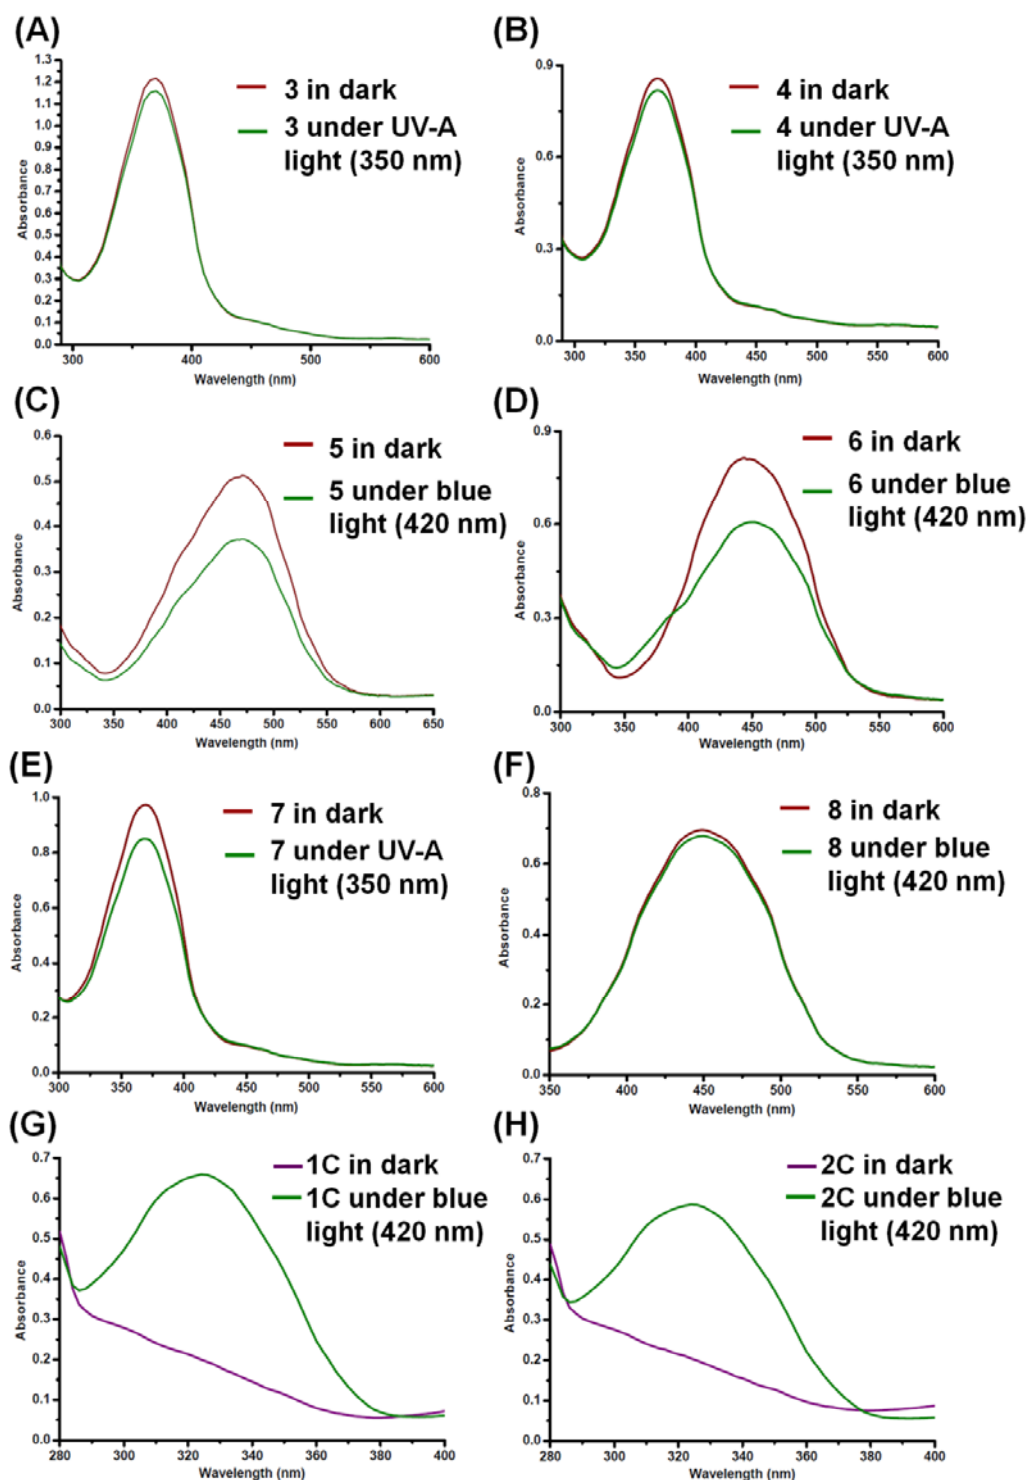 (A)
1.3
1.2
1.1
1.0
0.9
0.8
0.7
0.6
0.5
0.4
0.3
0.2
0.1
0.0
Absorbance
300 400 500 600
Wavelength (nm)
3 in dark
3 under UV-A
light (350 nm)
(B)
0.9
0.6
0.3
0.0
Absorbance
300 350 400 450 500 550 600
Wavelength (nm)
4 in dark
4 under UV-A
light (350 nm)
(C)
0.6
0.5
0.4
0.3
0.2
0.1
0.0
Absorbance
300 350 400 450 500 550 600 650
Wavelength (nm)
5 in dark
5 under blue
light (420 nm)
(D)
0.9
0.6
0.3
0.0
Absorbance
300 350 400 450 500 550 600
Wavelength (nm)
6 in dark
6 under blue
light (420 nm)
(E)
1.0
0.8
0.6
0.4
0.2
0.0
Absorbance
300 350 400 450 500 550 600
Wavelength (nm)
7 in dark
7 under UV-A
light (350 nm)
(F)
0.8
0.6
0.4
0.2
0.0
Absorbance
350 400 450 500 550 600
Wavelength (nm)
8 in dark
8 under blue
light (420 nm)
(G)
0.7
0.6
0.5
0.4
0.3
0.2
0.1
0.0
Absorbance
280 300 320 340 360 380 400
Wavelength (nm)
1C in dark
1C under blue
light (420 nm)
(H)
0.7
0.6
0.5
0.4
0.3
0.2
0.1
0.0
Absorbance
280 300 320 340 360 380 400
Wavelength (nm)
2C in dark
2C under blue
light (420 nm)